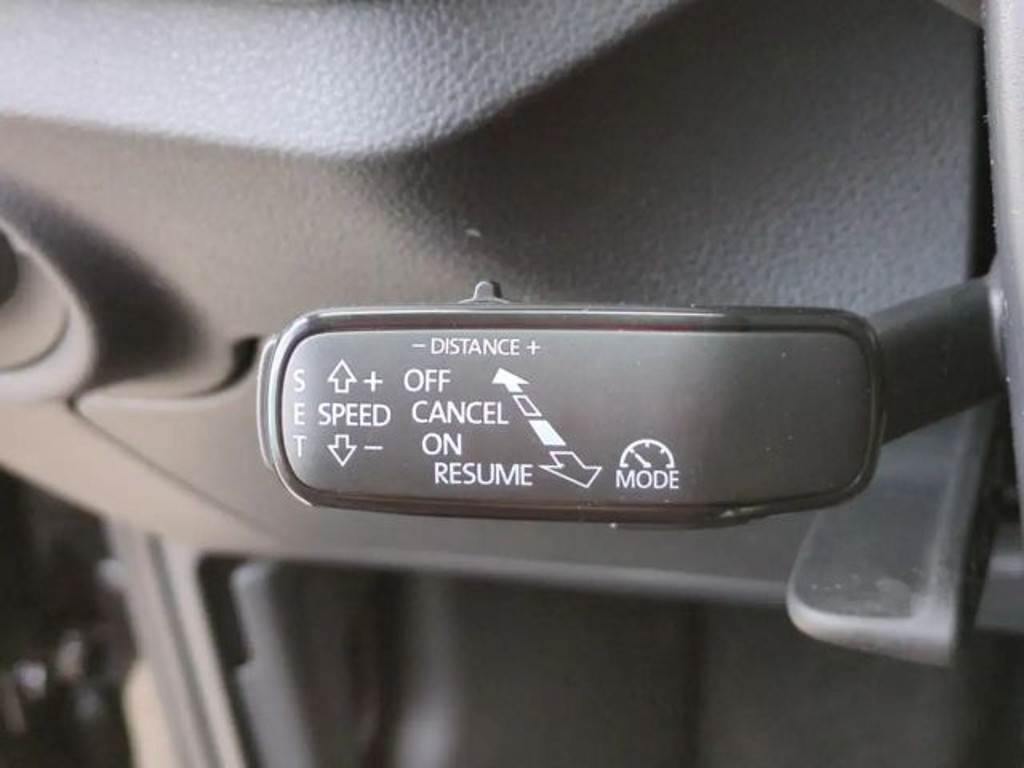 - DISTANCE +
S + OFF
E SPEED CANCEL
T - ON
RESUME MODE